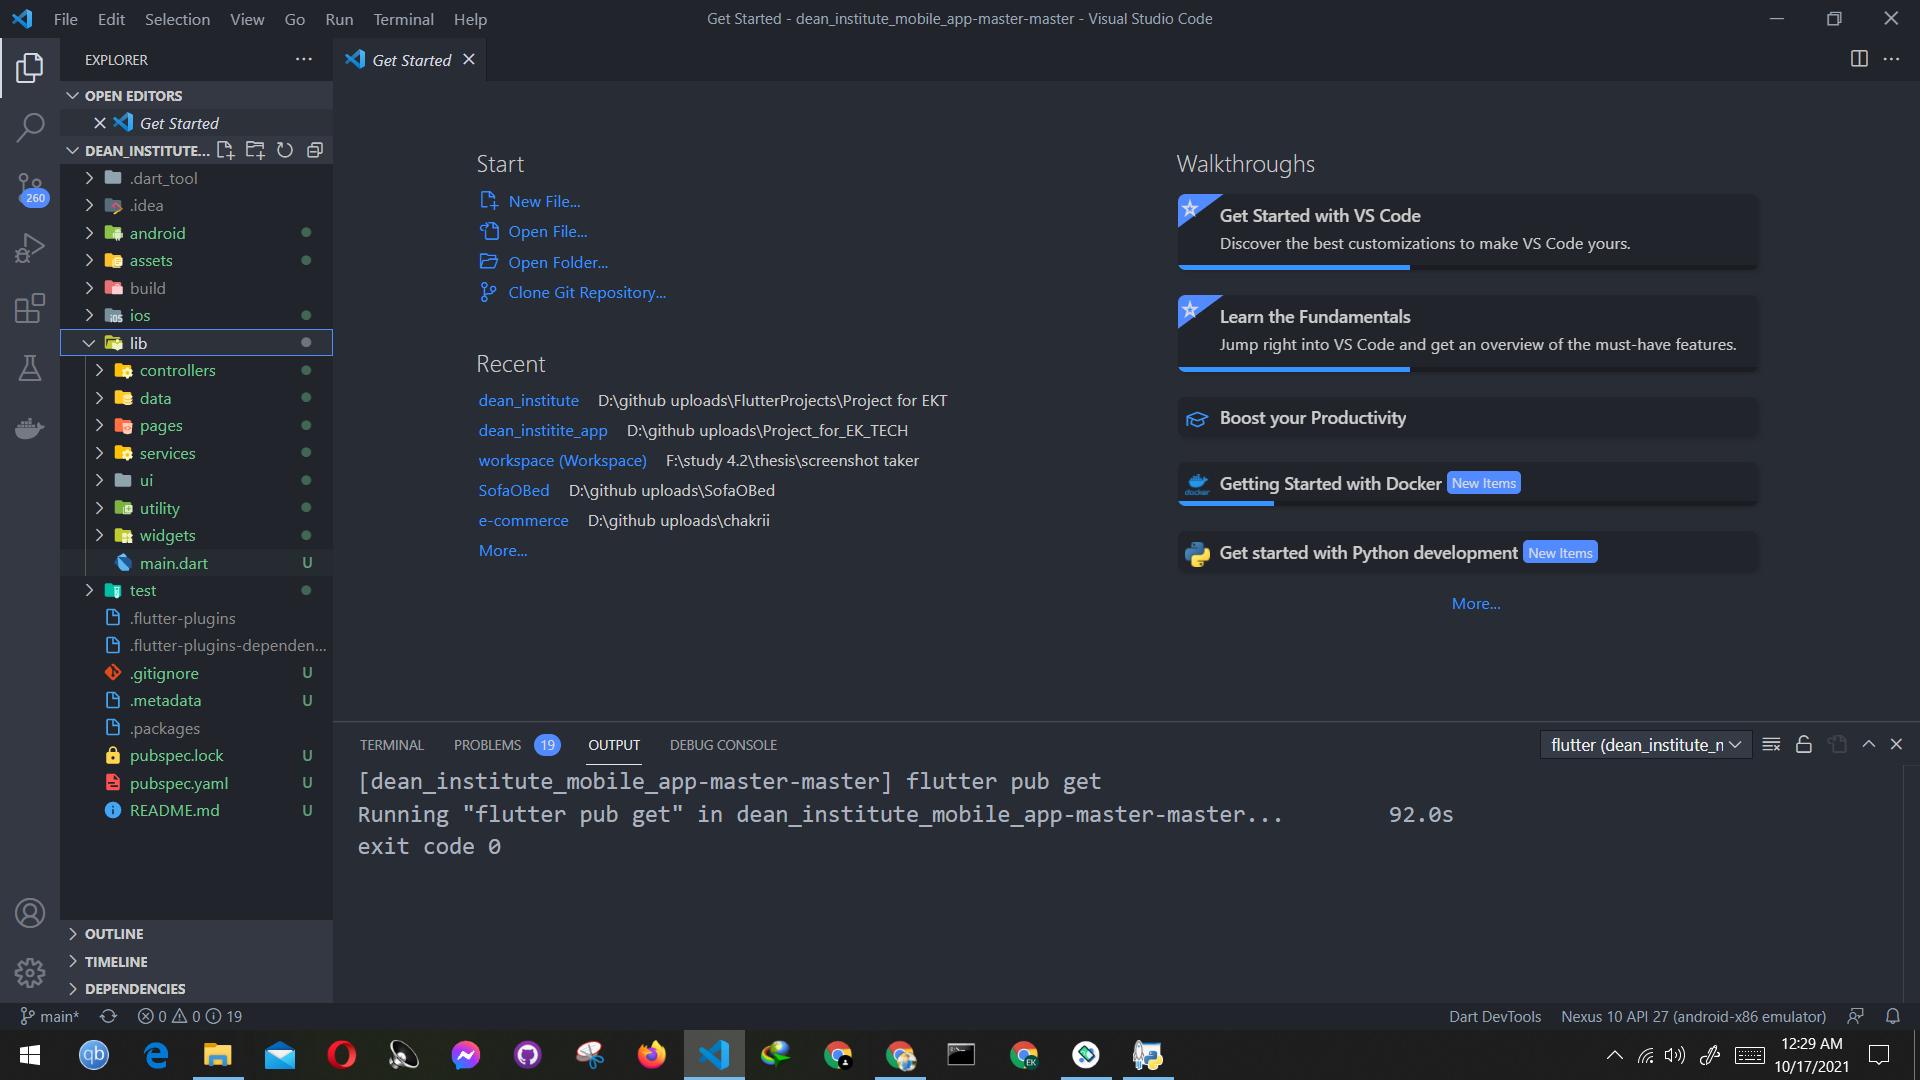 File Edit Selection View Go Run Terminal Help
Get Started - dean_institute_mobile_app-master-master - Visual Studio Code
EXPLORER
Get Started
OPEN EDITORS
Get Started
DEAN_INSTITUTE...
.dart_tool
.idea
android
assets
build
ios
lib
controllers
data
pages
services
ui
utility
widgets
main.dart U
test
.flutter-plugins
.flutter-plugins-dependen...
.gitignore U
.metadata U
.packages
pubspec.lock U
pubspec.yaml U
README.md U
OUTLINE
TIMELINE
DEPENDENCIES
260
Start
New File...
Open File...
Open Folder...
Clone Git Repository...
Recent
dean_institute D:\github uploads\FlutterProjects\Project for EKT
dean_institite_app D:\github uploads\Project_for_EK_TECH
workspace (Workspace) F:\study 4.2\thesis\screenshot taker
SofaOBed D:\github uploads\SofaOBed
e-commerce D:\github uploads\chakrii
More...
Walkthroughs
Get Started with VS Code
Discover the best customizations to make VS Code yours.
Learn the Fundamentals
Jump right into VS Code and get an overview of the must-have features.
Boost your Productivity
docker
Getting Started with Docker New Items
Get started with Python development New Items
More...
TERMINAL PROBLEMS 19 OUTPUT DEBUG CONSOLE
flutter (dean_institute_n
[dean_institute_mobile_app-master-master] flutter pub get
Running "flutter pub get" in dean_institute_mobile_app-master-master... 92.0s
exit code 0
main* 0 0 19
Dart DevTools Nexus 10 API 27 (android-x86 emulator)
qb
EK
12:29 AM
10/17/2021